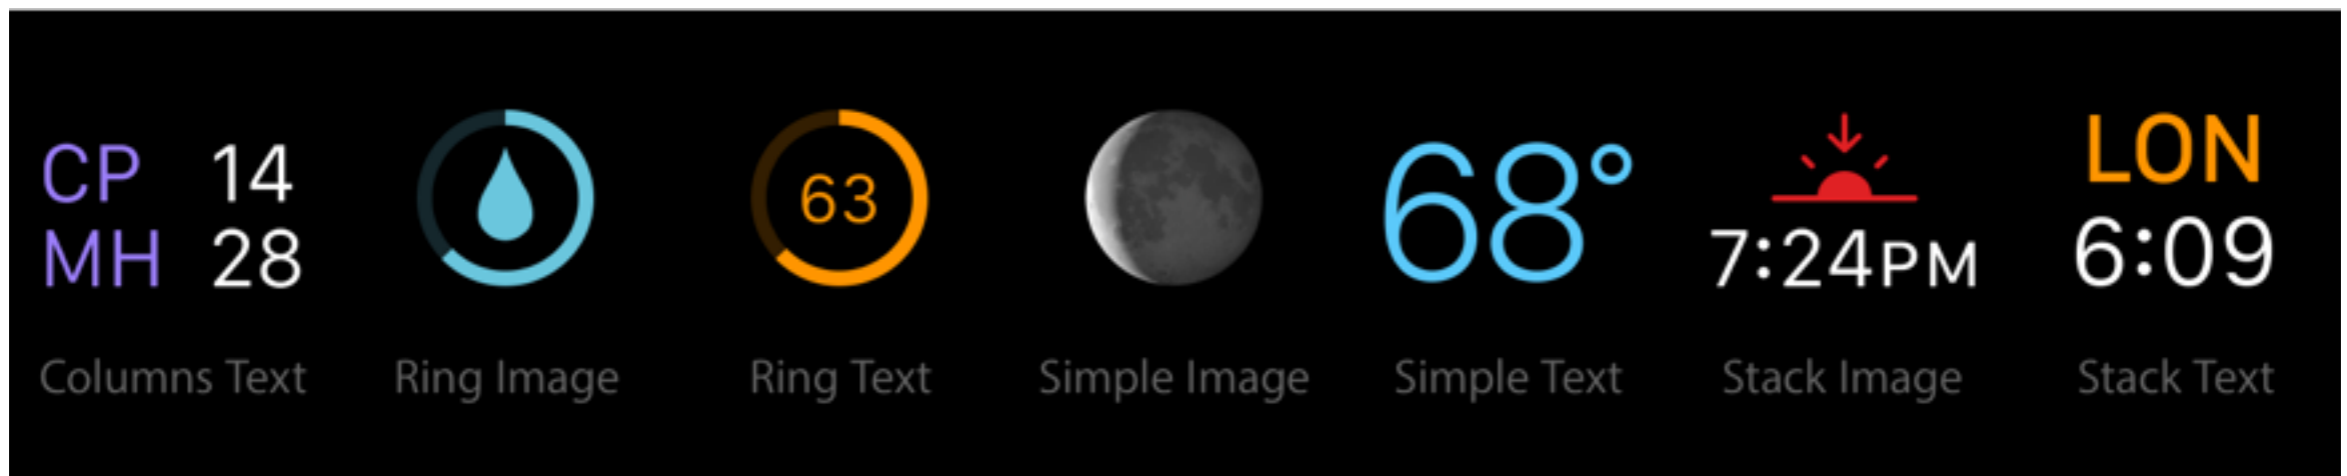 CP 14
MH 28
63
68°
7:24PM
LON
6:09
Columns Text
Ring Image
Ring Text
Simple Image
Simple Text
Stack Image
Stack Text